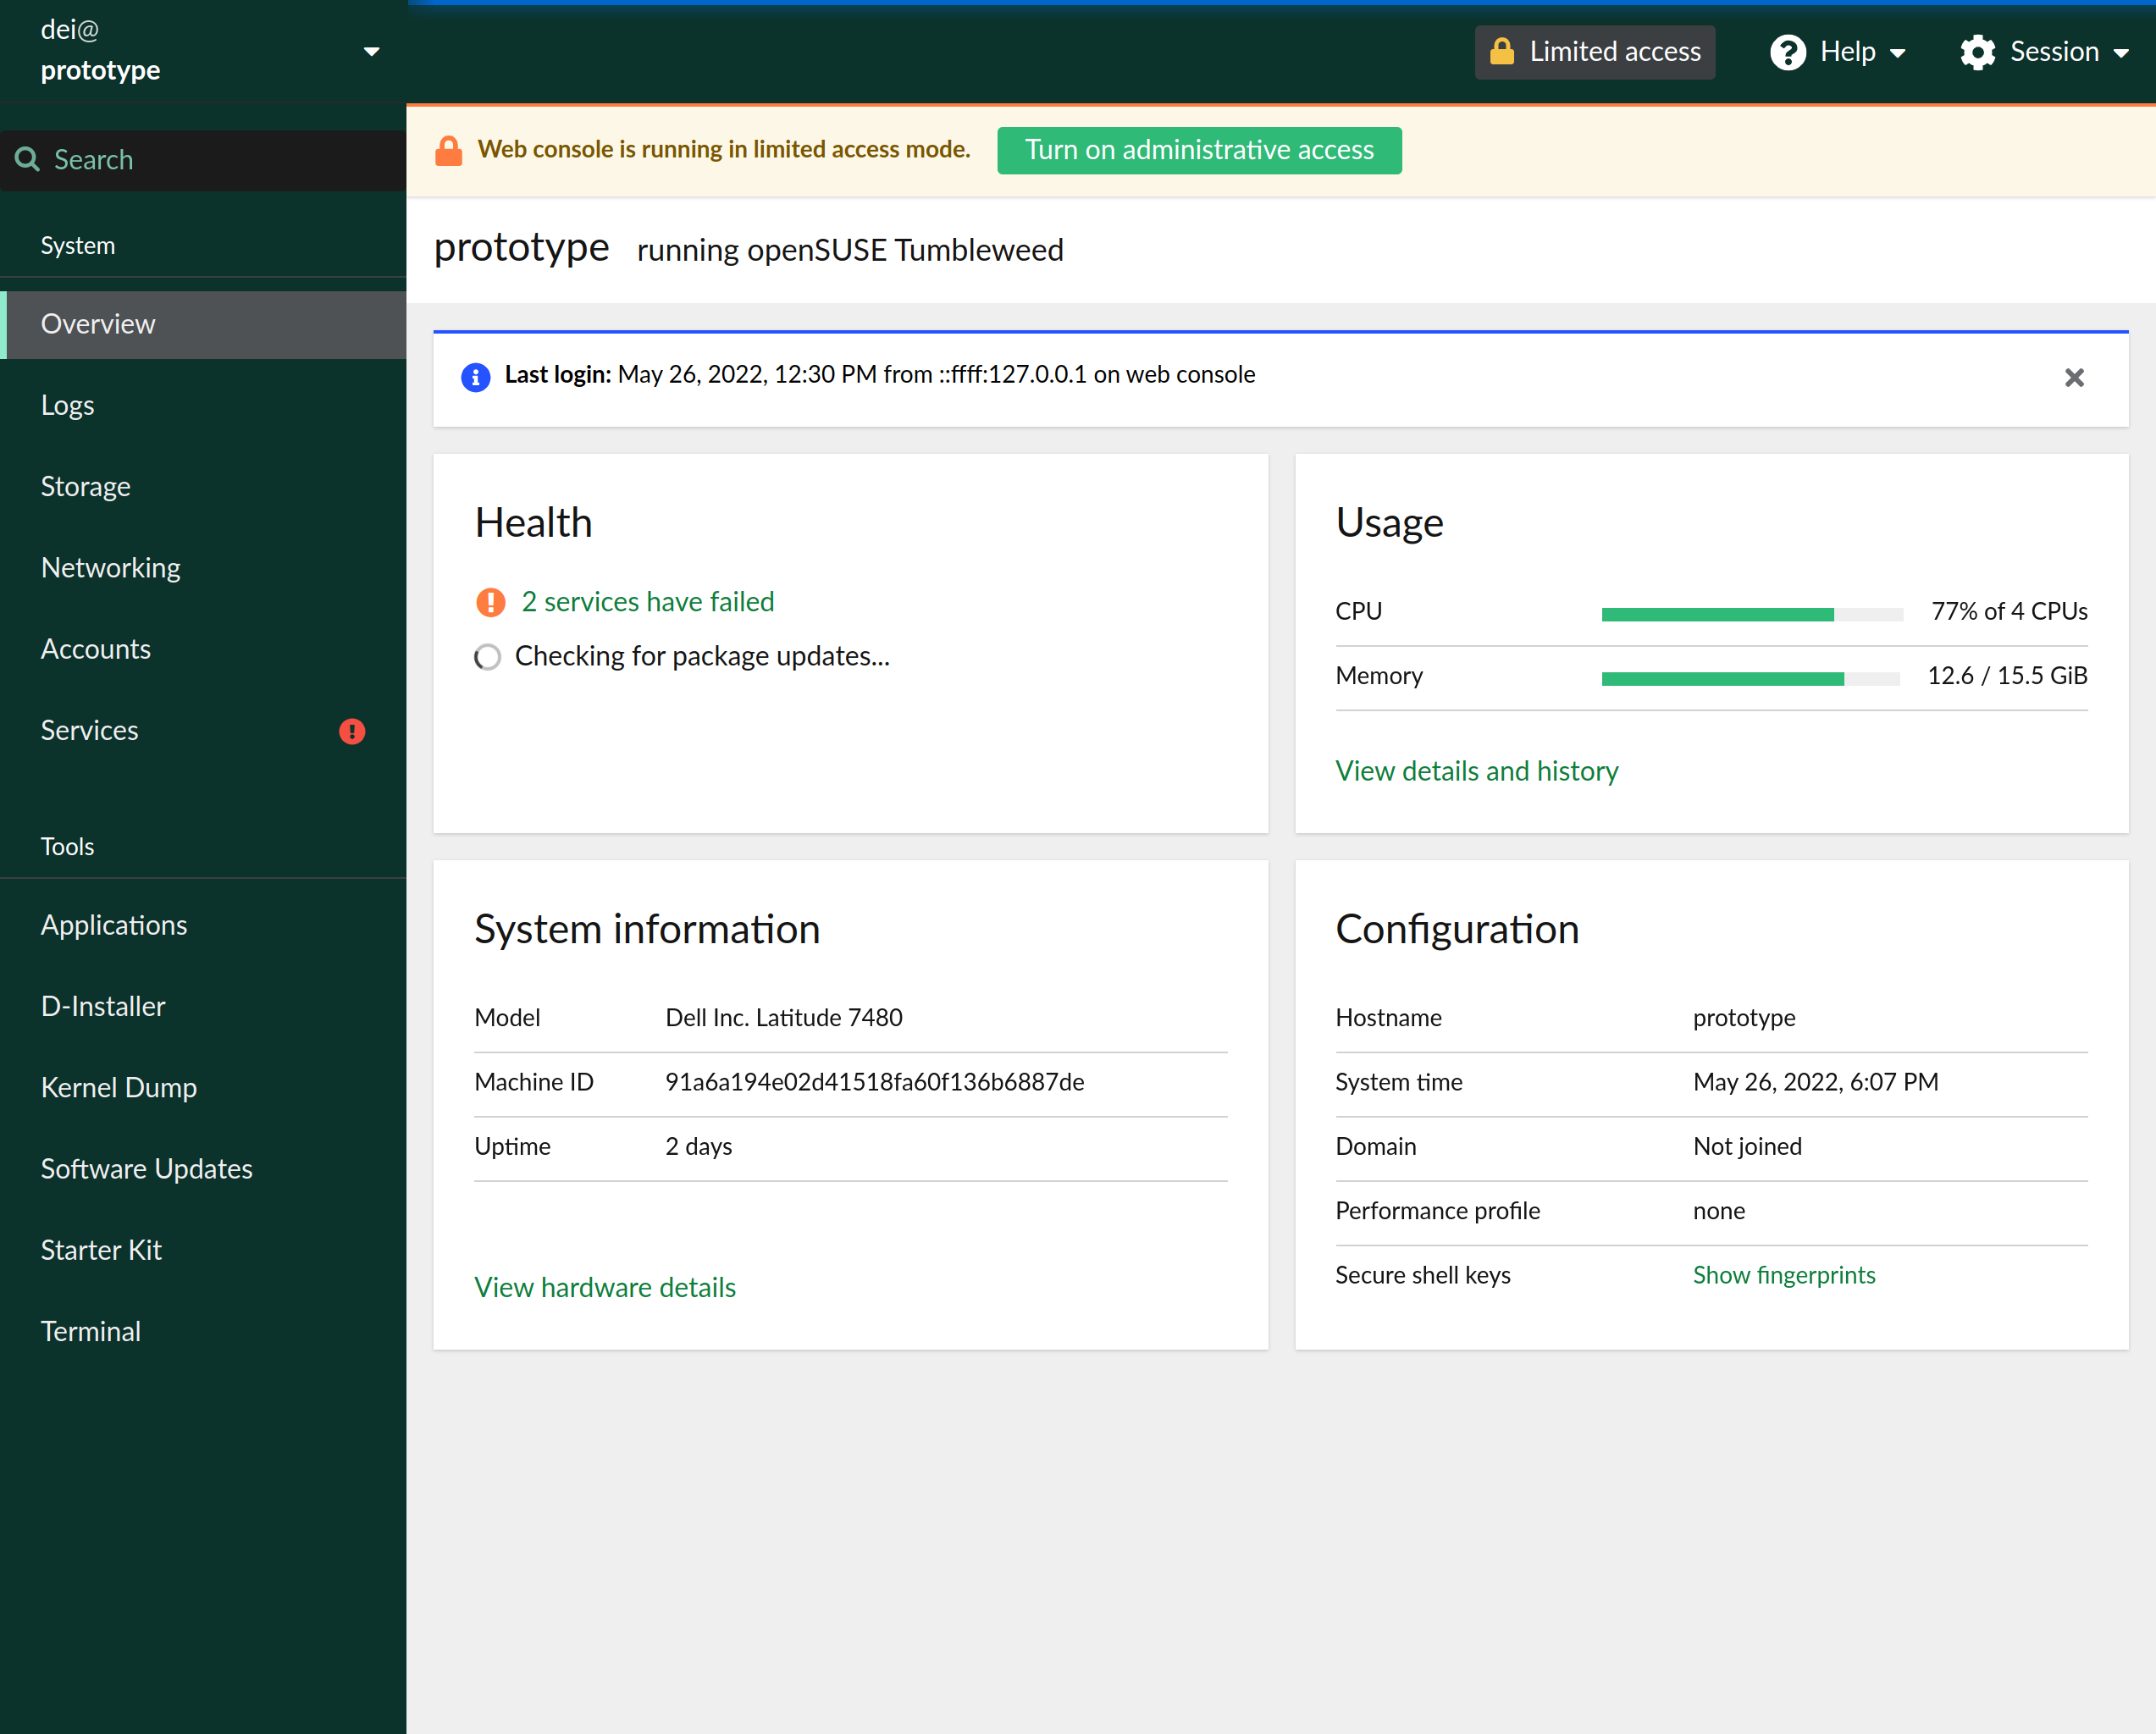 dei@
prototype
Limited access
Help
Session
Search
Web console is running in limited access mode.
Turn on administrative access
System
prototype running openSUSE Tumbleweed
Overview
Last login: May 26, 2022, 12:30 PM from ::ffff:127.0.0.1 on web console
Logs
Storage
Networking
Accounts
Services
Health
2 services have failed
Checking for package updates...
Usage
CPU 77% of 4 CPUs
Memory 12.6 / 15.5 GiB
View details and history
Tools
Applications
D-Installer
Kernel Dump
Software Updates
Starter Kit
Terminal
System information
Model Dell Inc. Latitude 7480
Machine ID 91a6a194e02d41518fa60f136b6887de
Uptime 2 days
View hardware details
Configuration
Hostname prototype
System time May 26, 2022, 6:07 PM
Domain Not joined
Performance profile none
Secure shell keys Show fingerprints